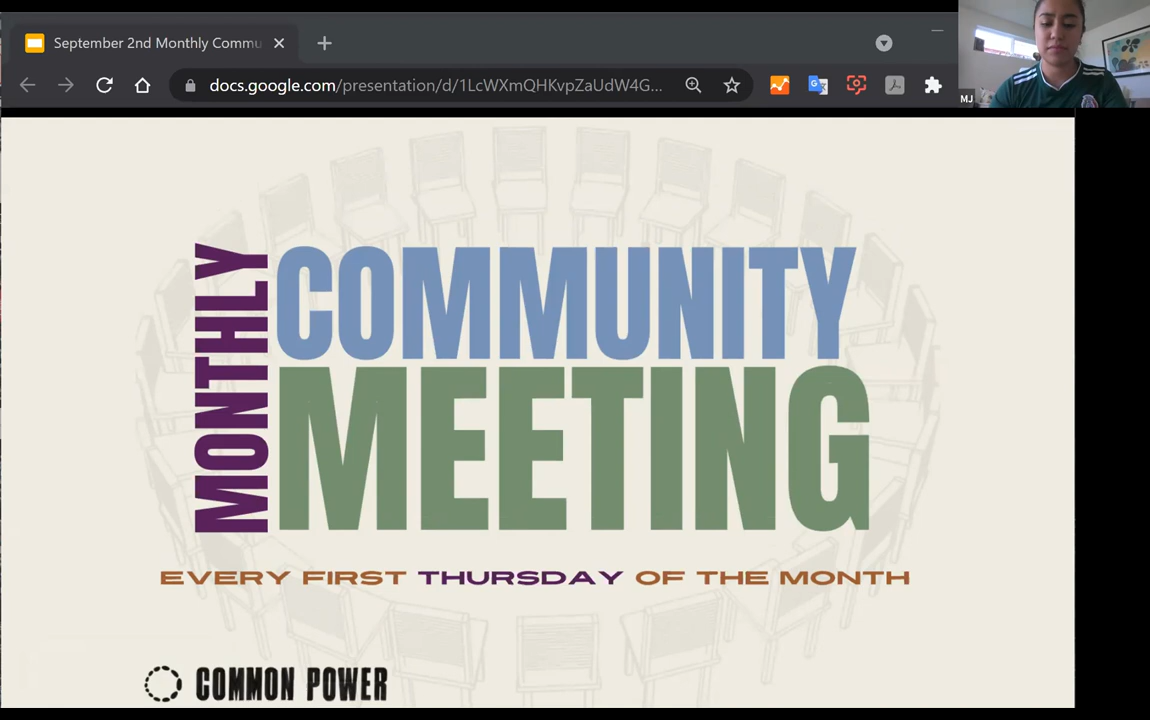 September 2nd Monthly Commu
docs.google.com/presentation/d/1LcWXmQHKvpZaUdW4G...
MJ
MONTHLY
COMMUNITY
MEETING
EVERY FIRST THURSDAY OF THE MONTH
COMMON POWER